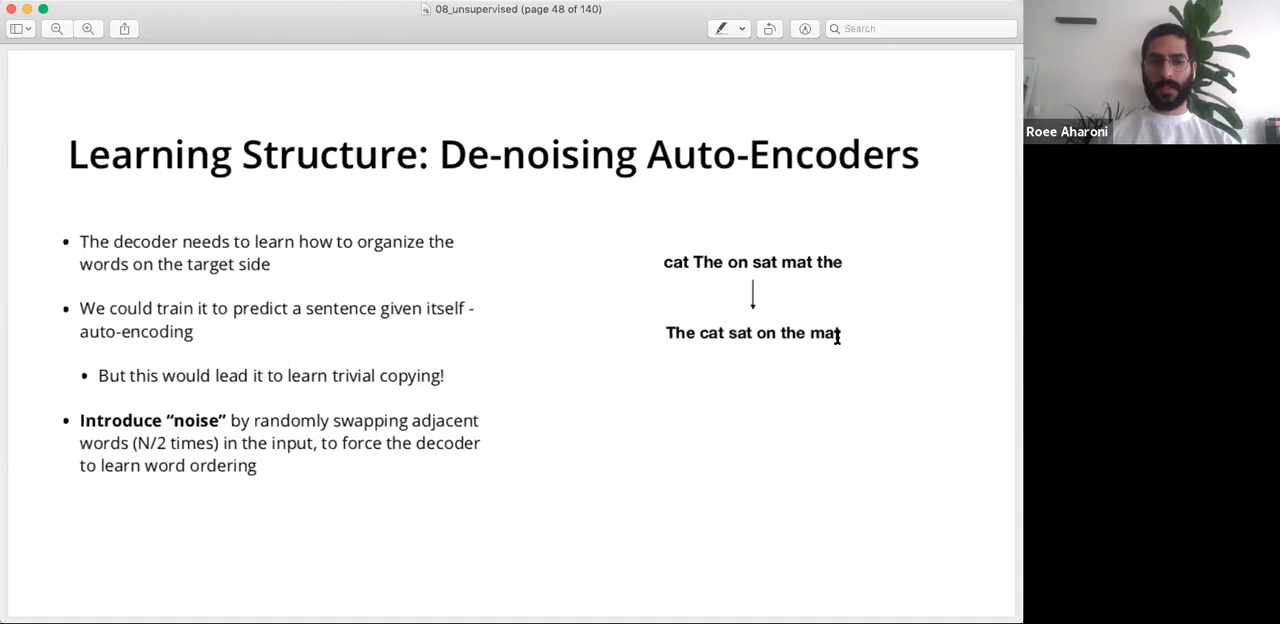 08_unsupervised (page 48 of 140)
Search
Roee Aharoni
Learning Structure: De-noising Auto-Encoders
• The decoder needs to learn how to organize the
words on the target side
• We could train it to predict a sentence given itself -
auto-encoding
• But this would lead it to learn trivial copying!
• Introduce “noise” by randomly swapping adjacent
words (N/2 times) in the input, to force the decoder
to learn word ordering
cat The on sat mat the
The cat sat on the mat